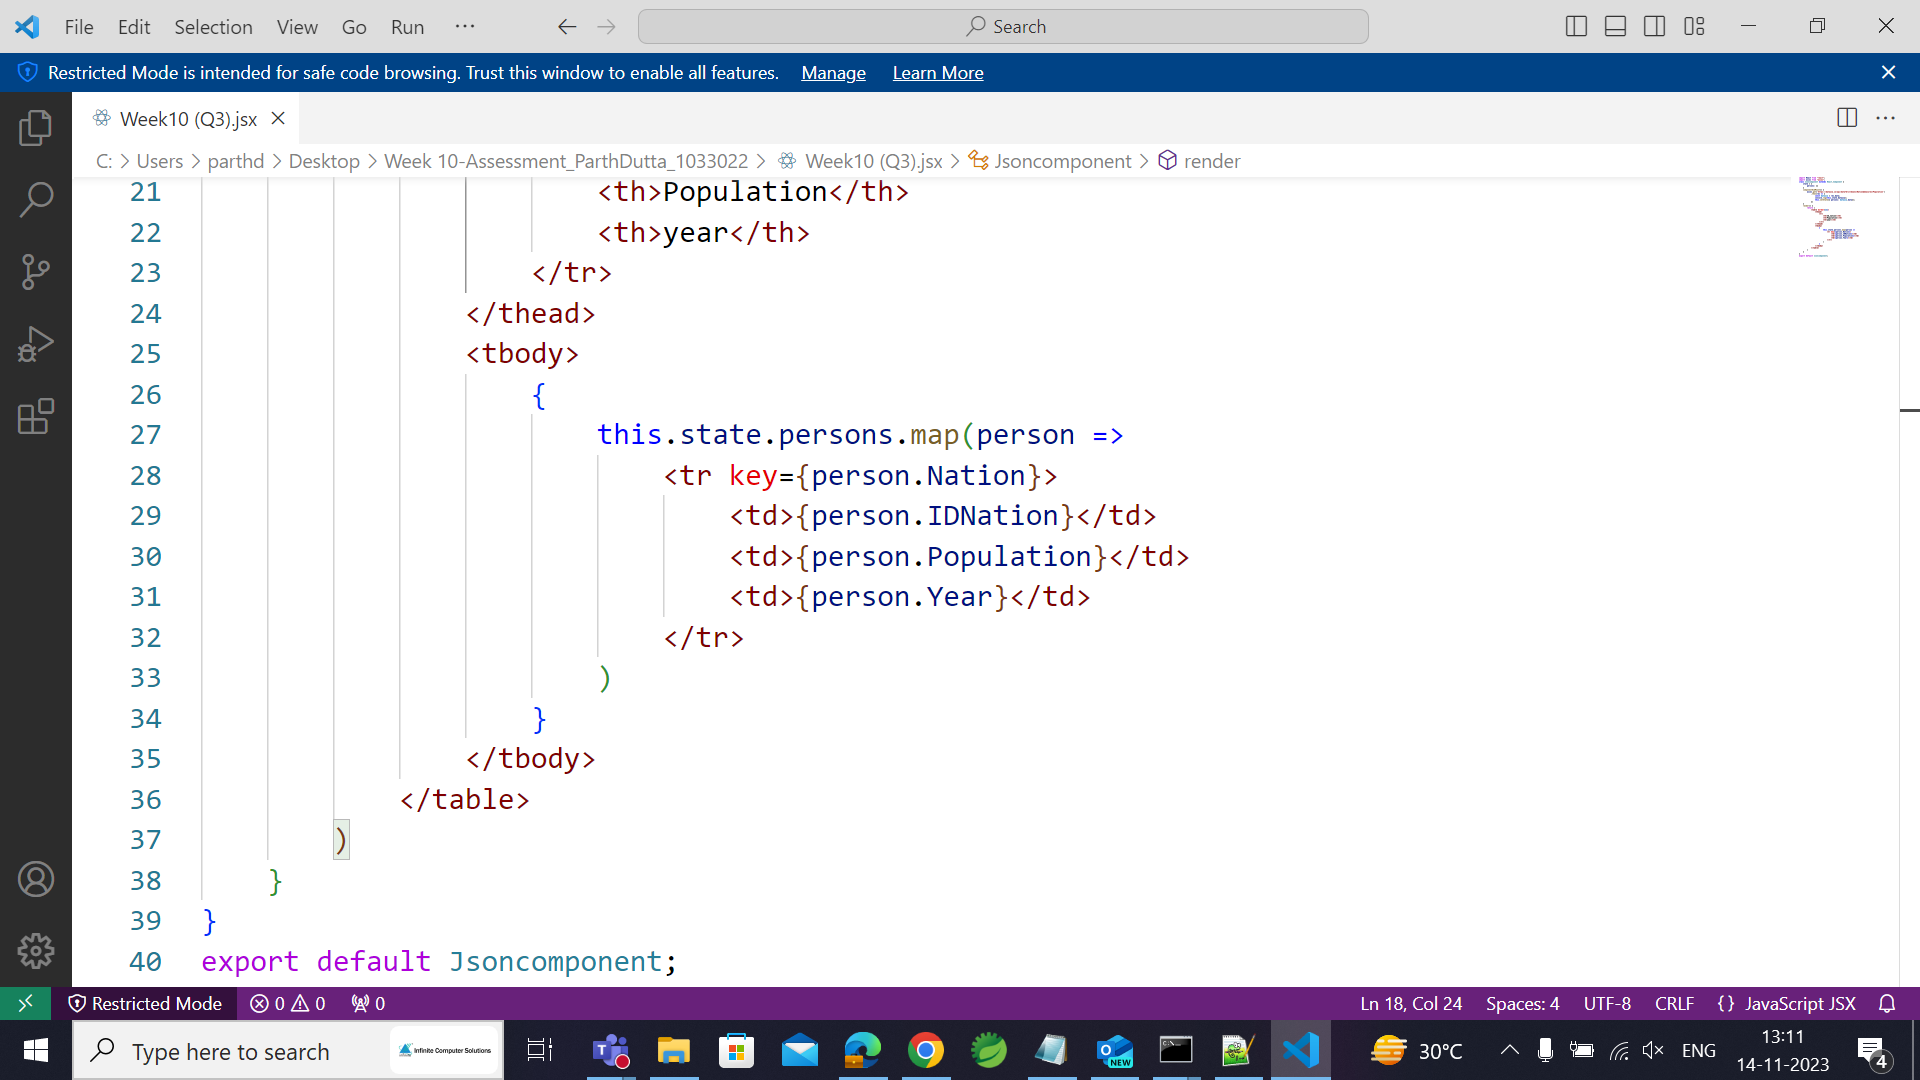 File Edit Selection View Go Run ··· Search
Restricted Mode is intended for safe code browsing. Trust this window to enable all features. Manage Learn More
Week10 (Q3).jsx
C: > Users > parthd > Desktop > Week 10-Assessment_ParthDutta_1033022 > Week10 (Q3).jsx > Jsoncomponent > render
21 <th>Population</th>
22 <th>year</th>
23 </tr>
24 </thead>
25 <tbody>
26 {
27 this.state.persons.map(person =>
28 <tr key={person.Nation}>
29 <td>{person.IDNation}</td>
30 <td>{person.Population}</td>
31 <td>{person.Year}</td>
32 </tr>
33 )
34 }
35 </tbody>
36 </table>
37 )
38 }
39 }
40 export default Jsoncomponent;
Restricted Mode 0 0 0 Ln 18, Col 24 Spaces: 4 UTF-8 CRLF {} JavaScript JSX
Type here to search Infinite Computer Solutions NEW 30°C ENG 13:11
14-11-2023 4